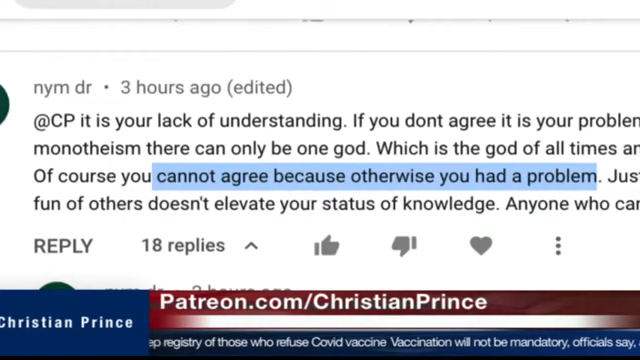 nym dr • 3 hours ago (edited)
@CP it is your lack of understanding. If you dont agree it is your problem
monotheism there can only be one god. Which is the god of all times an
Of course you cannot agree because otherwise you had a problem. Jus
fun of others doesn't elevate your status of knowledge. Anyone who can
REPLY 18 replies
Patreon.com/ChristianPrince
Christian Prince
ep registry of those who refuse Covid vaccine Vaccination will not be mandatory, officials say,